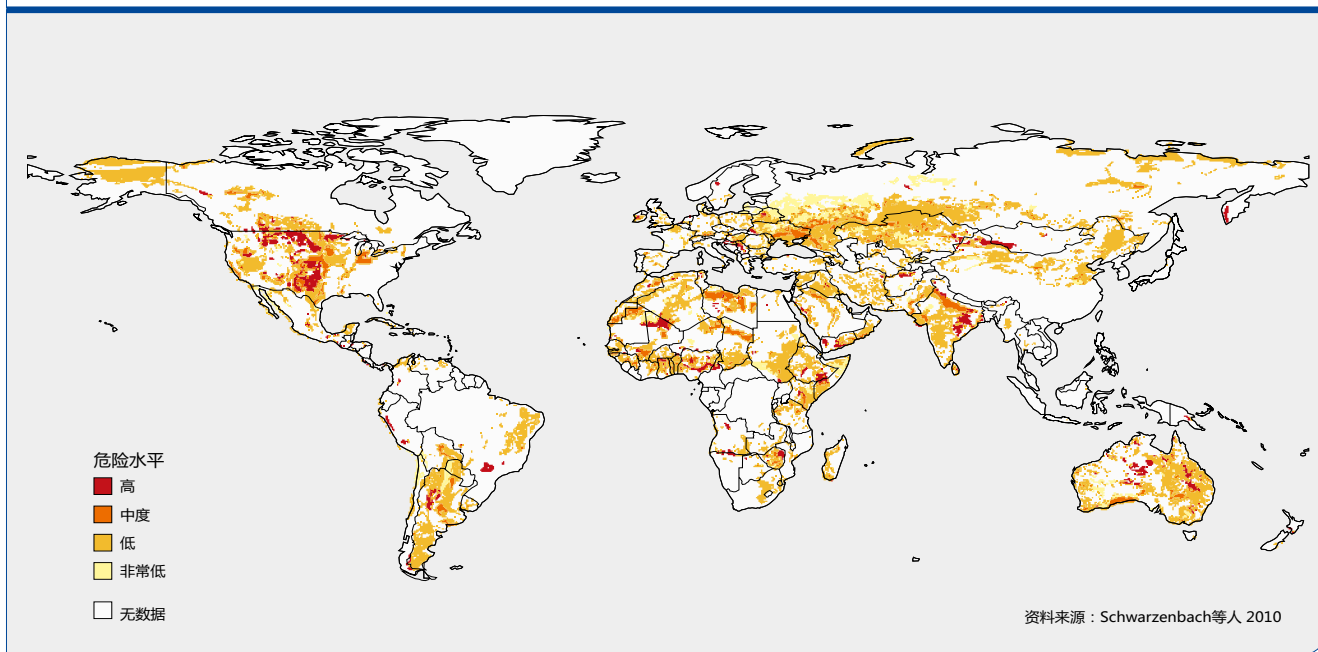 危险水平
高
中度
低
非常低
无数据
资料来源：Schwarzenbach等人 2010